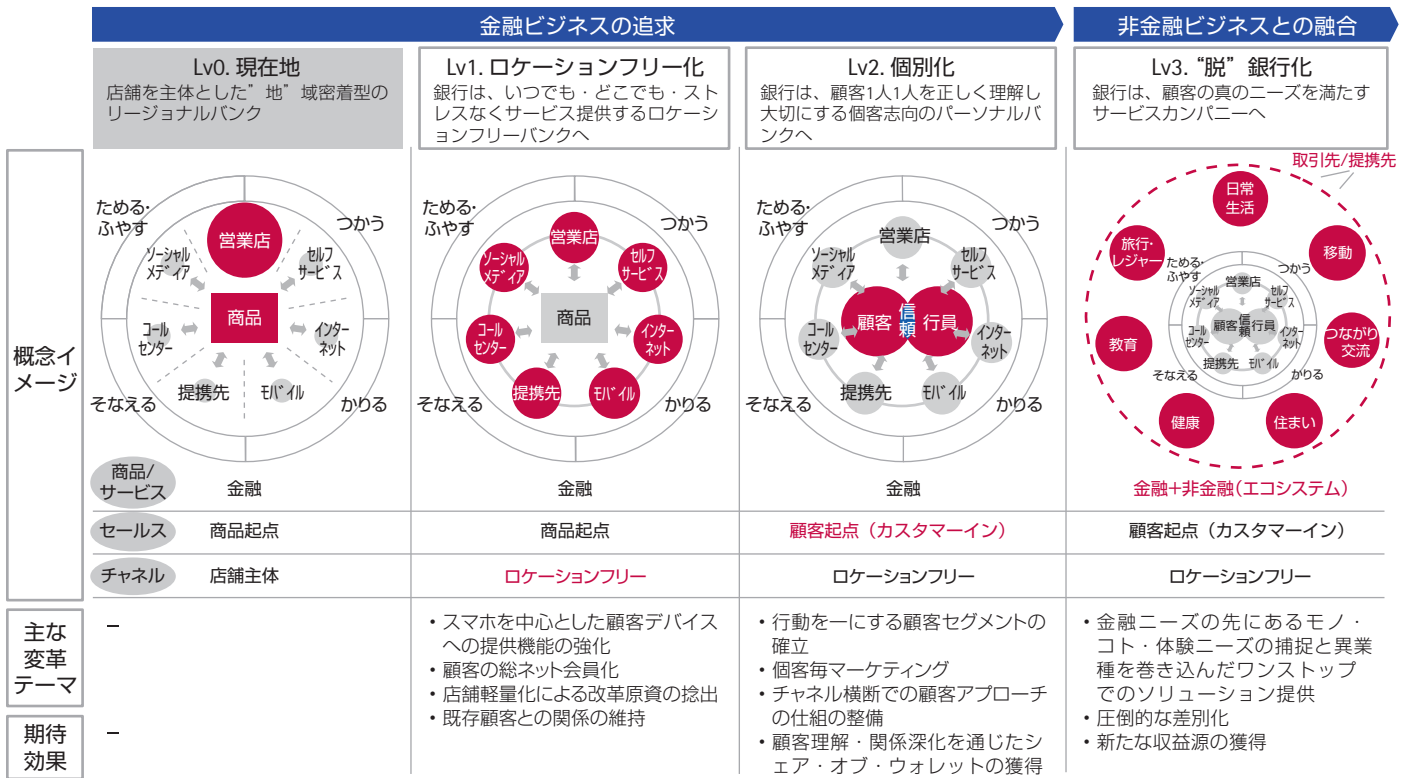 金融ビジネスの追求
非金融ビジネスとの融合
Lv0. 現在地
店舗を主体とした”地”域密着型の
リージョナルバンク
Lv1. ロケーションフリー化
銀行は、いつでも・どこでも・スト
レスなくサービス提供するロケーシ
ョンフリーバンクへ
Lv2. 個別化
銀行は、顧客1人1人を正しく理解し
大切にする個客志向のパーソナルバ
ンクへ
Lv3. “脱”銀行化
銀行は、顧客の真のニーズを満たす
サービスカンパニーへ
概念イ
メージ
ためる・
ふやす
つかう
営業店
ソーシャル
メディア
セルフ
サービス
商品
コール
センター
インター
ネット
提携先
モバイル
そなえる
かりる
ためる・
ふやす
つかう
営業店
ソーシャル
メディア
セルフ
サービス
商品
コール
センター
インター
ネット
提携先
モバイル
そなえる
かりる
ためる・
ふやす
つかう
営業店
ソーシャル
メディア
セルフ
サービス
顧客
信頼
行員
コール
センター
インター
ネット
提携先
モバイル
そなえる
かりる
取引先/提携先
日常
生活
旅行・
レジャー
移動
ためる・
ふやす
つかう
営業店
ソーシャル
メディア
セルフ
サービス
顧客
信頼
行員
コール
センター
インター
ネット
提携先
モバイル
そなえる
かりる
教育
つながり
交流
健康
住まい
商品/
サービス
金融
金融
金融
金融+非金融(エコシステム)
セールス
商品起点
商品起点
顧客起点（カスタマーイン）
顧客起点（カスタマーイン）
チャネル
店舗主体
ロケーションフリー
ロケーションフリー
ロケーションフリー
主な
変革
テーマ
–
・スマホを中心とした顧客デバイス
への提供機能の強化
・顧客の総ネット会員化
・店舗軽量化による改革原資の捻出
・既存顧客との関係の維持
・行動を一にする顧客セグメントの
確立
・個客毎マーケティング
・チャネル横断での顧客アプローチ
の仕組の整備
・顧客理解・関係深化を通じたシ
ェア・オブ・ウォレットの獲得
・金融ニーズの先にあるモノ・
コト・体験ニーズの捕捉と異業
種を巻き込んだワンストップ
でのソリューション提供
・圧倒的な差別化
・新たな収益源の獲得
期待
効果
–